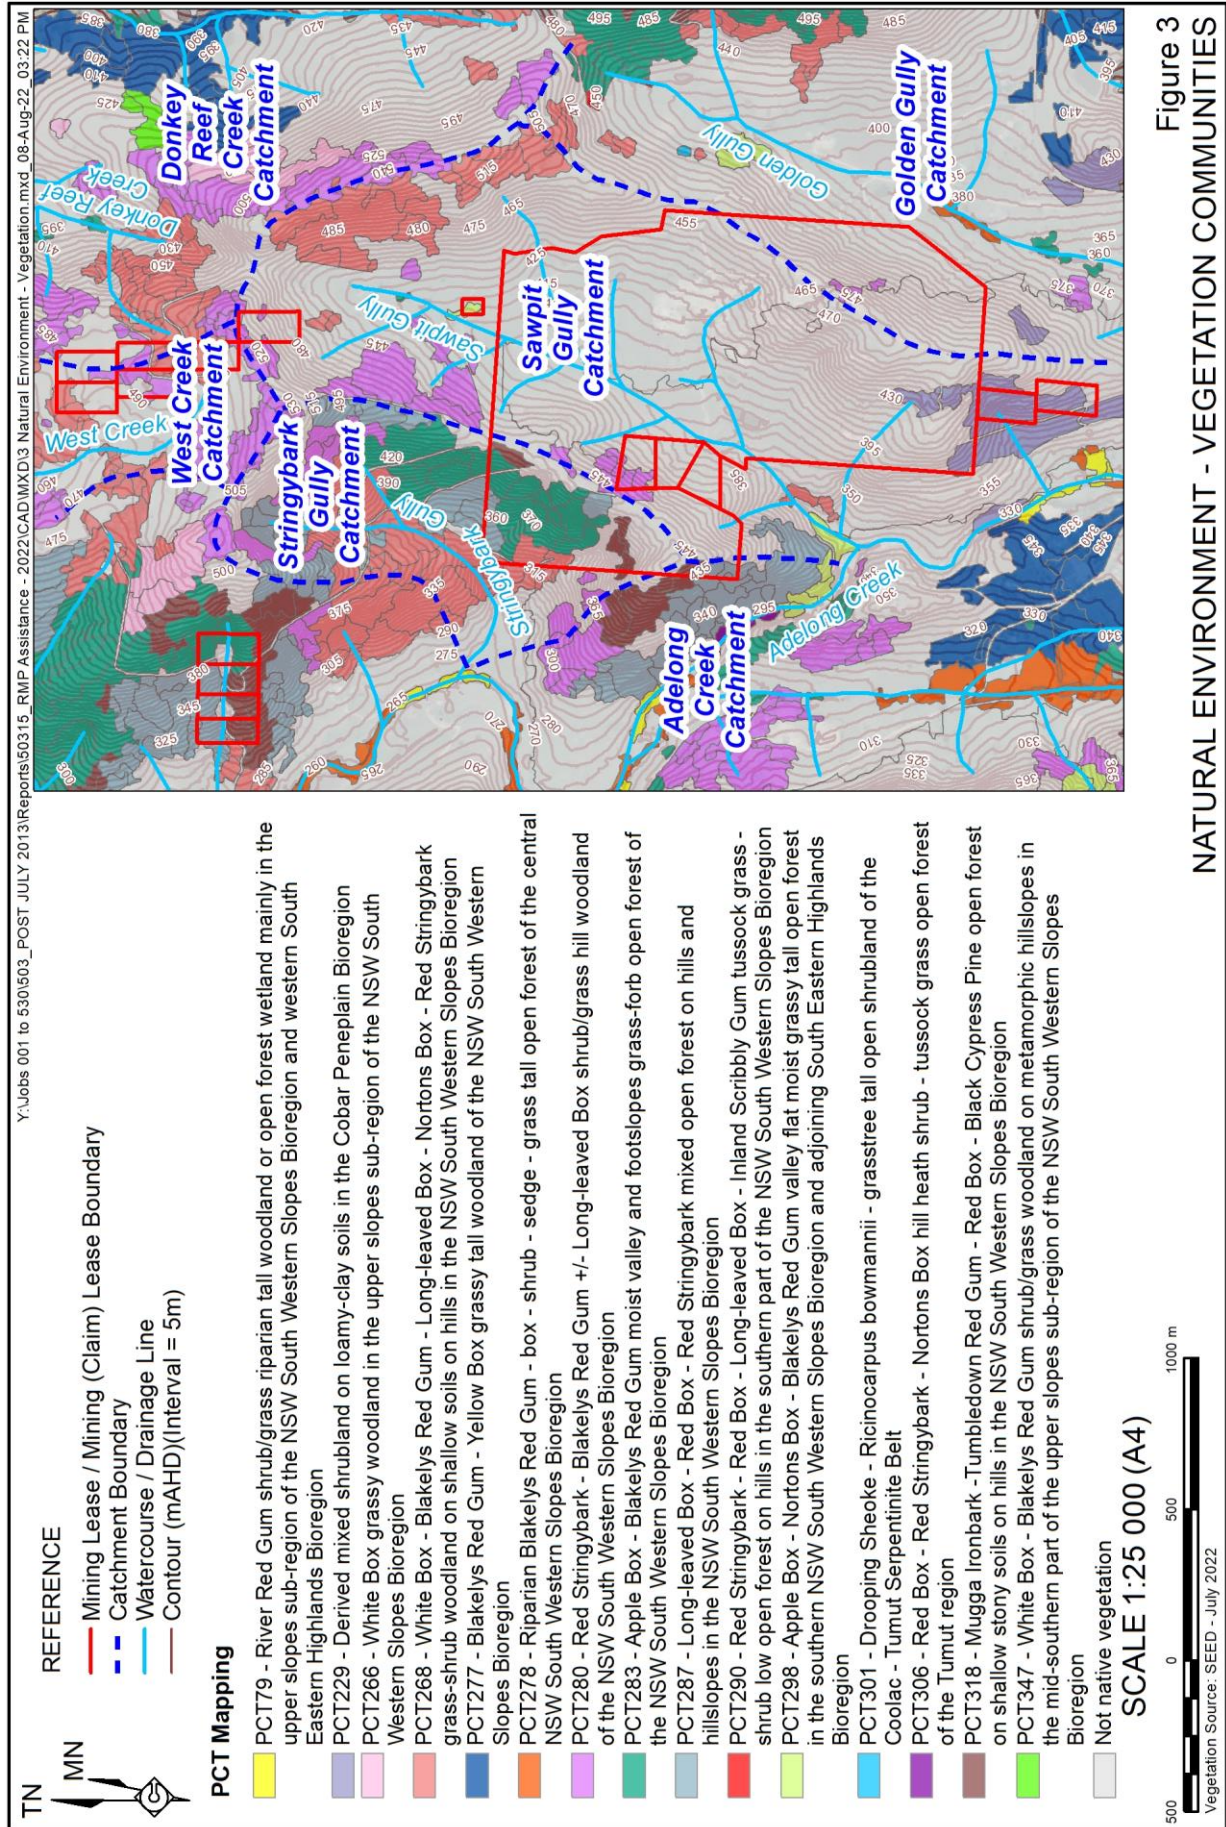 Y:\Jobs 001 to 530\503_POST JULY 2013\Reports\50315_RMP Assistance - 2022\CAD\MXD\3 Natural Environment - Vegetation.mxd_08-Aug-22_03:22 PM
TN
MN
REFERENCE
Mining Lease / Mining (Claim) Lease Boundary
Catchment Boundary
Watercourse / Drainage Line
Contour (mAHD)(Interval = 5m)
PCT Mapping
PCT79 - River Red Gum shrub/grass riparian tall woodland or open forest wetland mainly in the
upper slopes sub-region of the NSW South Western Slopes Bioregion and western South
Eastern Highlands Bioregion
PCT229 - Derived mixed shrubland on loamy-clay soils in the Cobar Peneplain Bioregion
PCT266 - White Box grassy woodland in the upper slopes sub-region of the NSW South
Western Slopes Bioregion
PCT268 - White Box - Blakelys Red Gum - Long-leaved Box - Nortons Box - Red Stringybark
grass-shrub woodland on shallow soils on hills in the NSW South Western Slopes Bioregion
PCT277 - Blakelys Red Gum - Yellow Box grassy tall woodland of the NSW South Western
Slopes Bioregion
PCT278 - Riparian Blakelys Red Gum - box - shrub - sedge - grass tall open forest of the central
NSW South Western Slopes Bioregion
PCT280 - Red Stringybark - Blakelys Red Gum +/- Long-leaved Box shrub/grass hill woodland
of the NSW South Western Slopes Bioregion
PCT283 - Apple Box - Blakelys Red Gum moist valley and footslopes grass-forb open forest of
the NSW South Western Slopes Bioregion
PCT287 - Long-leaved Box - Red Box - Red Stringybark mixed open forest on hills and
hillslopes in the NSW South Western Slopes Bioregion
PCT290 - Red Stringybark - Red Box - Long-leaved Box - Inland Scribbly Gum tussock grass -
shrub low open forest on hills in the southern part of the NSW South Western Slopes Bioregion
PCT298 - Apple Box - Nortons Box - Blakelys Red Gum valley flat moist grassy tall open forest
in the southern NSW South Western Slopes Bioregion and adjoining South Eastern Highlands
Bioregion
PCT301 - Drooping Sheoke - Ricinocarpus bowmannii - grasstree tall open shrubland of the
Coolac - Tumut Serpentinite Belt
PCT306 - Red Box - Red Stringybark - Nortons Box hill heath shrub - tussock grass open forest
of the Tumut region
PCT318 - Mugga Ironbark -Tumbledown Red Gum - Red Box - Black Cypress Pine open forest
on shallow stony soils on hills in the NSW South Western Slopes Bioregion
PCT347 - White Box - Blakelys Red Gum shrub/grass woodland on metamorphic hillslopes in
the mid-southern part of the upper slopes sub-region of the NSW South Western Slopes
Bioregion
Not native vegetation
SCALE 1:25 000 (A4)
500
0
500
1000 m
Vegetation Source: SEED - July 2022
Donkey
Reef
Creek
Catchment
Donkey Reef
Creek
West Creek
West Creek
Catchment
Stringybark
Gully
Catchment
Stringybark
Gully
Sawpit Gully
Sawpit
Gully
Catchment
Golden Gully
Golden Gully
Catchment
Adelong
Creek
Catchment
Adelong Creek
Figure 3
NATURAL ENVIRONMENT - VEGETATION COMMUNITIES